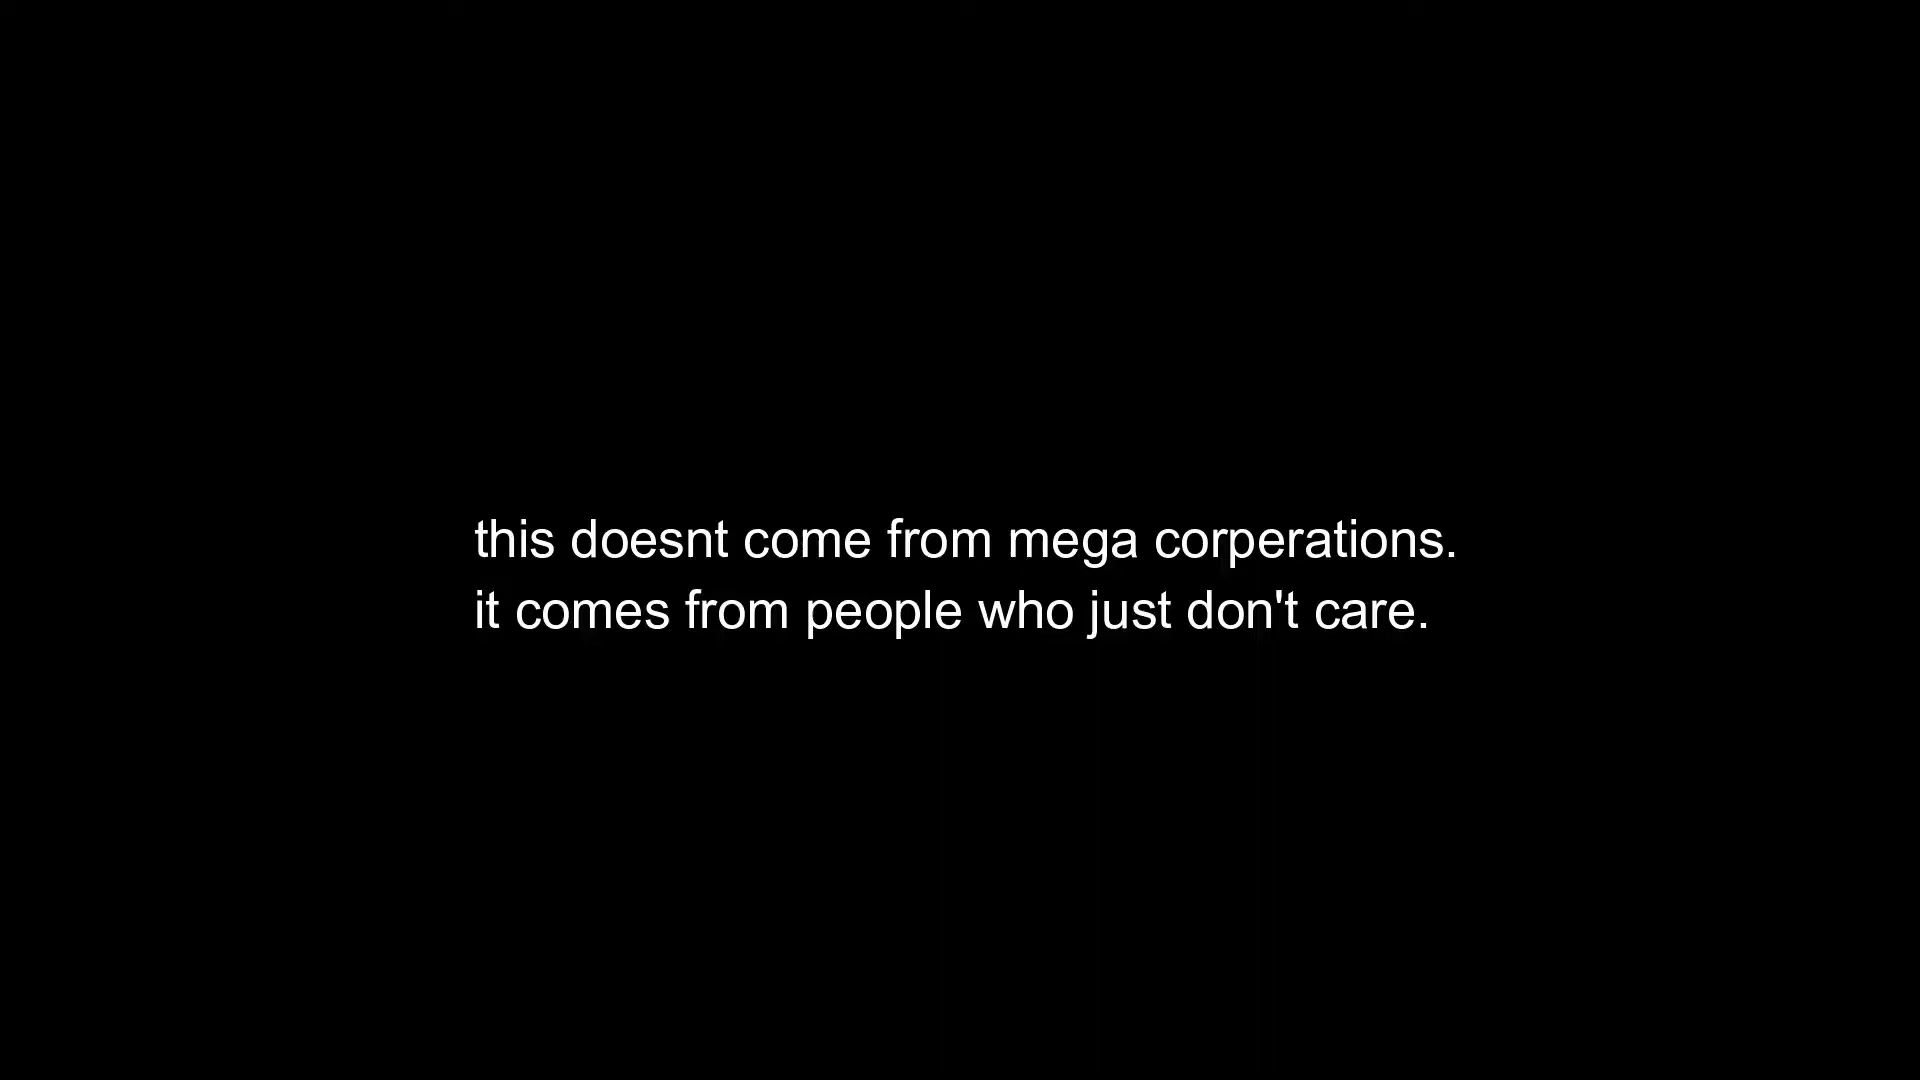 this doesnt come from mega corperations.
it comes from people who just don't care.